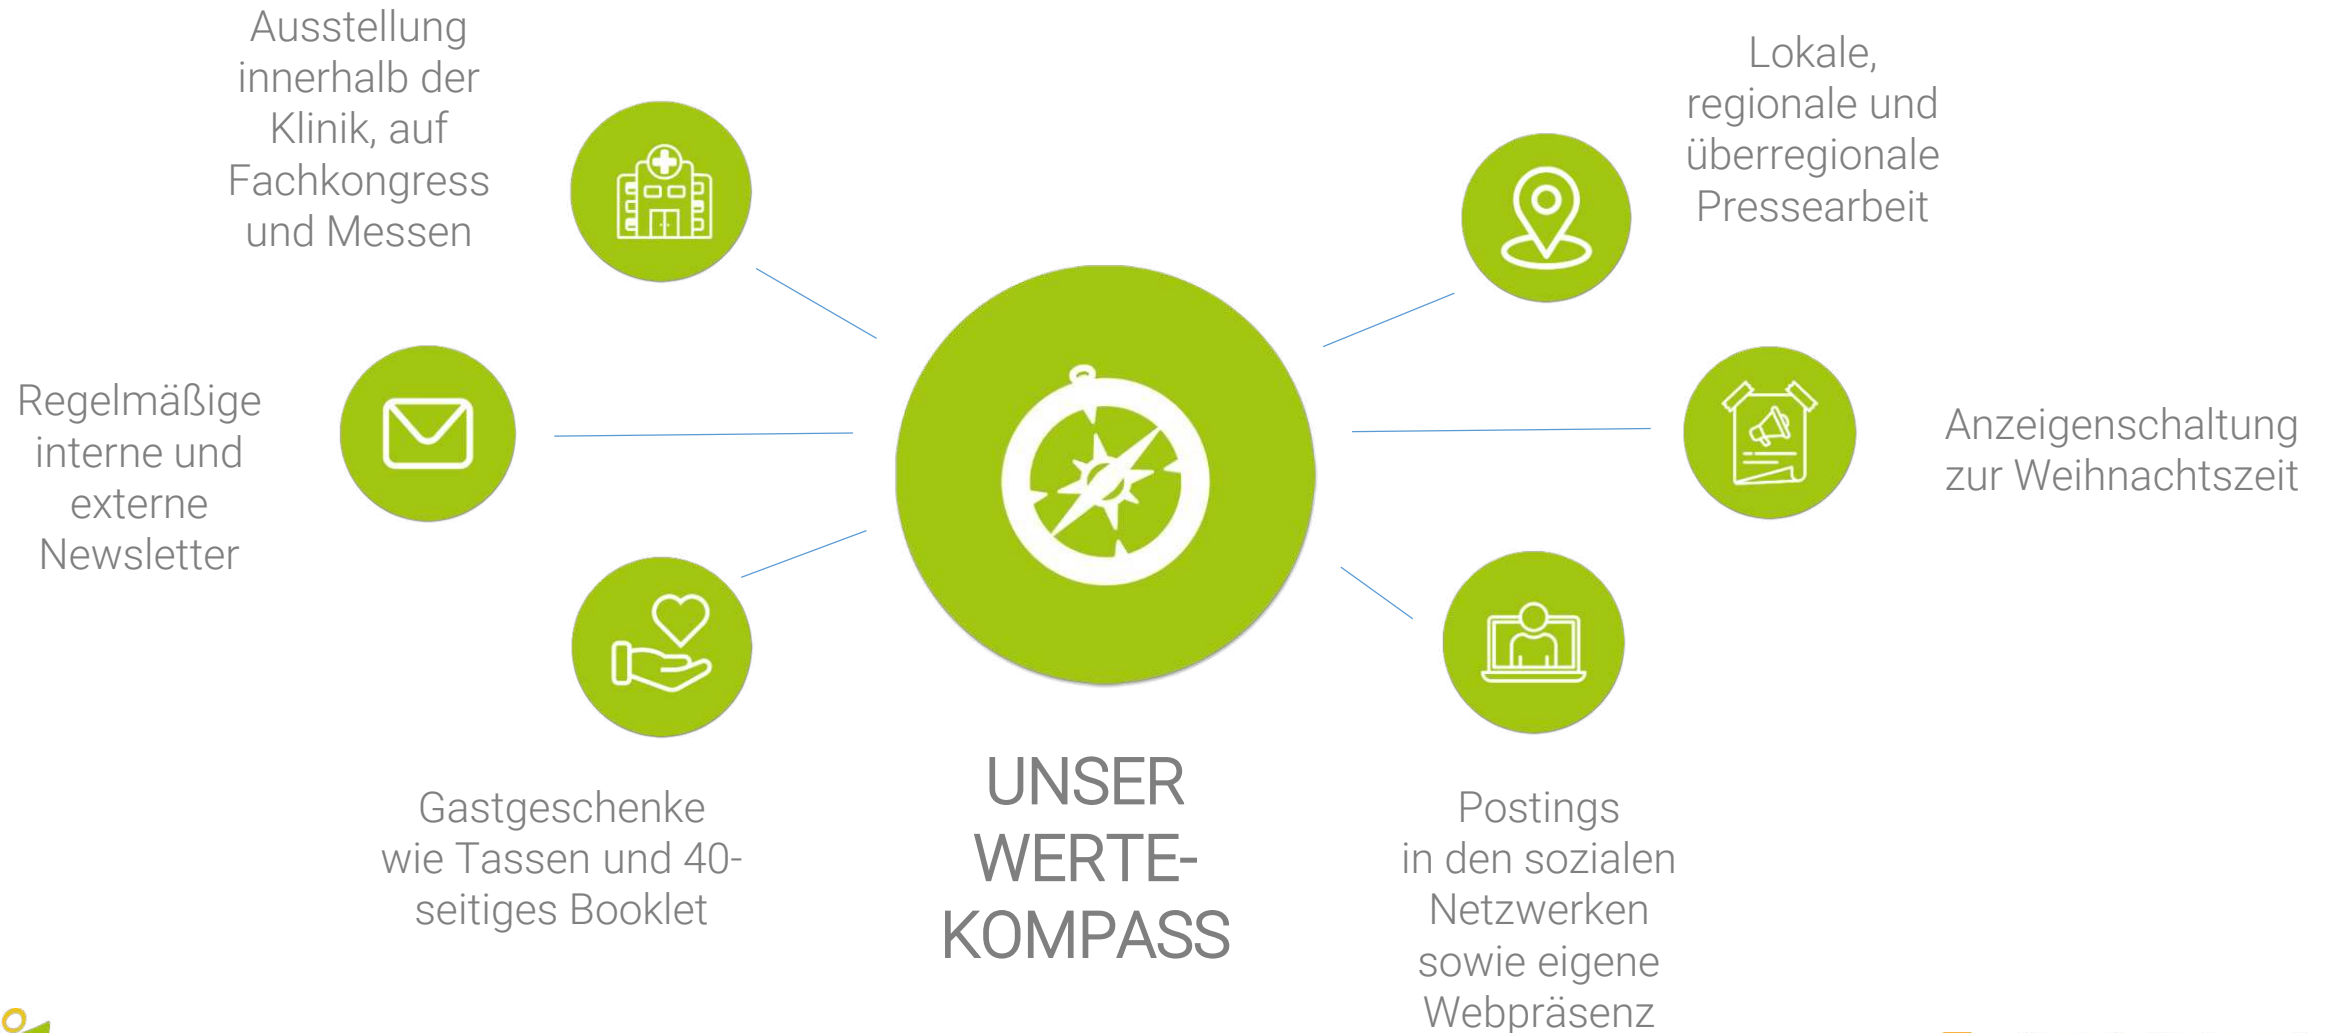 Ausstellung
innerhalb der
Klinik, auf
Fachkongress
und Messen
Lokale,
regionale und
überregionale
Pressearbeit
Regelmäßige
interne und
externe
Newsletter
Anzeigenschaltung
zur Weihnachtszeit
Gastgeschenke
wie Tassen und 40-
seitiges Booklet
UNSER
WERTE-
KOMPASS
Postings
in den sozialen
Netzwerken
sowie eigene
Webpräsenz